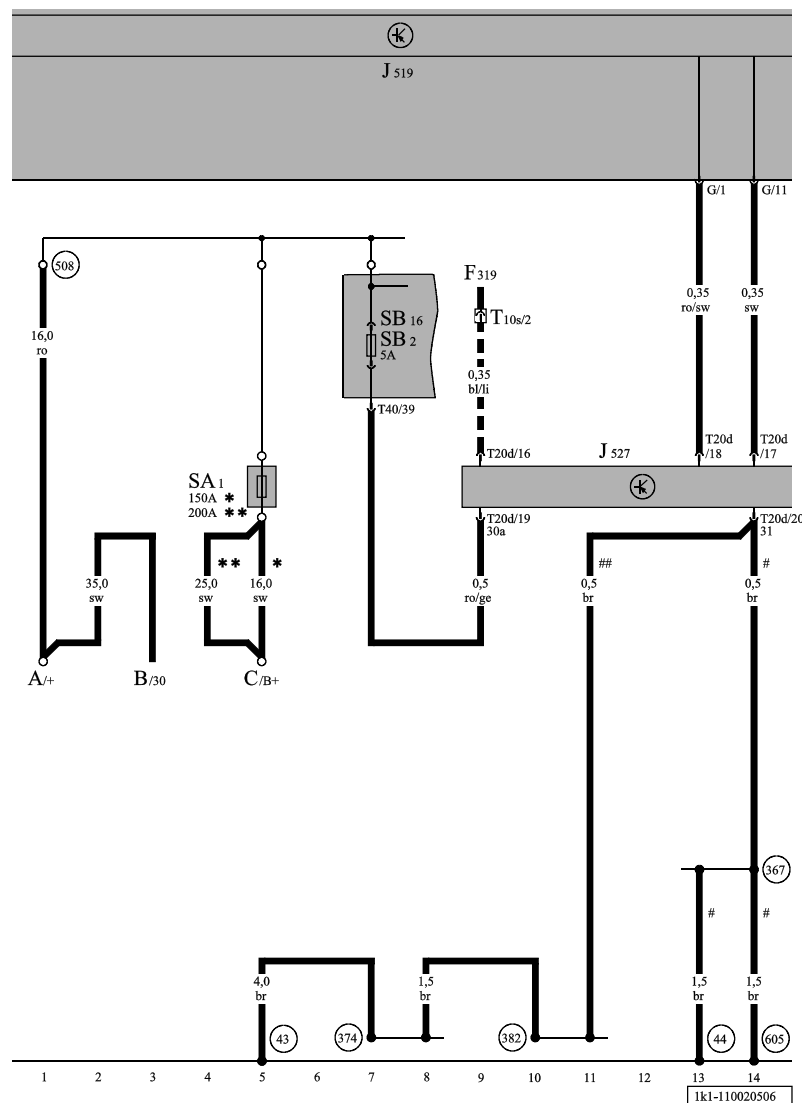 J 519
G/1
G/11
508
F 319
0,35
ro/sw
0,35
sw
SB 16
SB 2
5A
T10s/2
16,0
ro
0,35
bl/li
T40/39
T20d/16
J 527
T20d
/18
T20d
/17
SA 1
150A *
200A **
T20d/19
30a
T20d/20
31
**
*
##
#
35,0
sw
25,0
sw
16,0
sw
0,5
ro/ge
0,5
br
0,5
br
A/+
B/30
C/B+
367
#
#
4,0
br
1,5
br
1,5
br
1,5
br
43
374
382
44
605
1 2 3 4 5 6 7 8 9 10 11 12 13 14
1k1-110020506